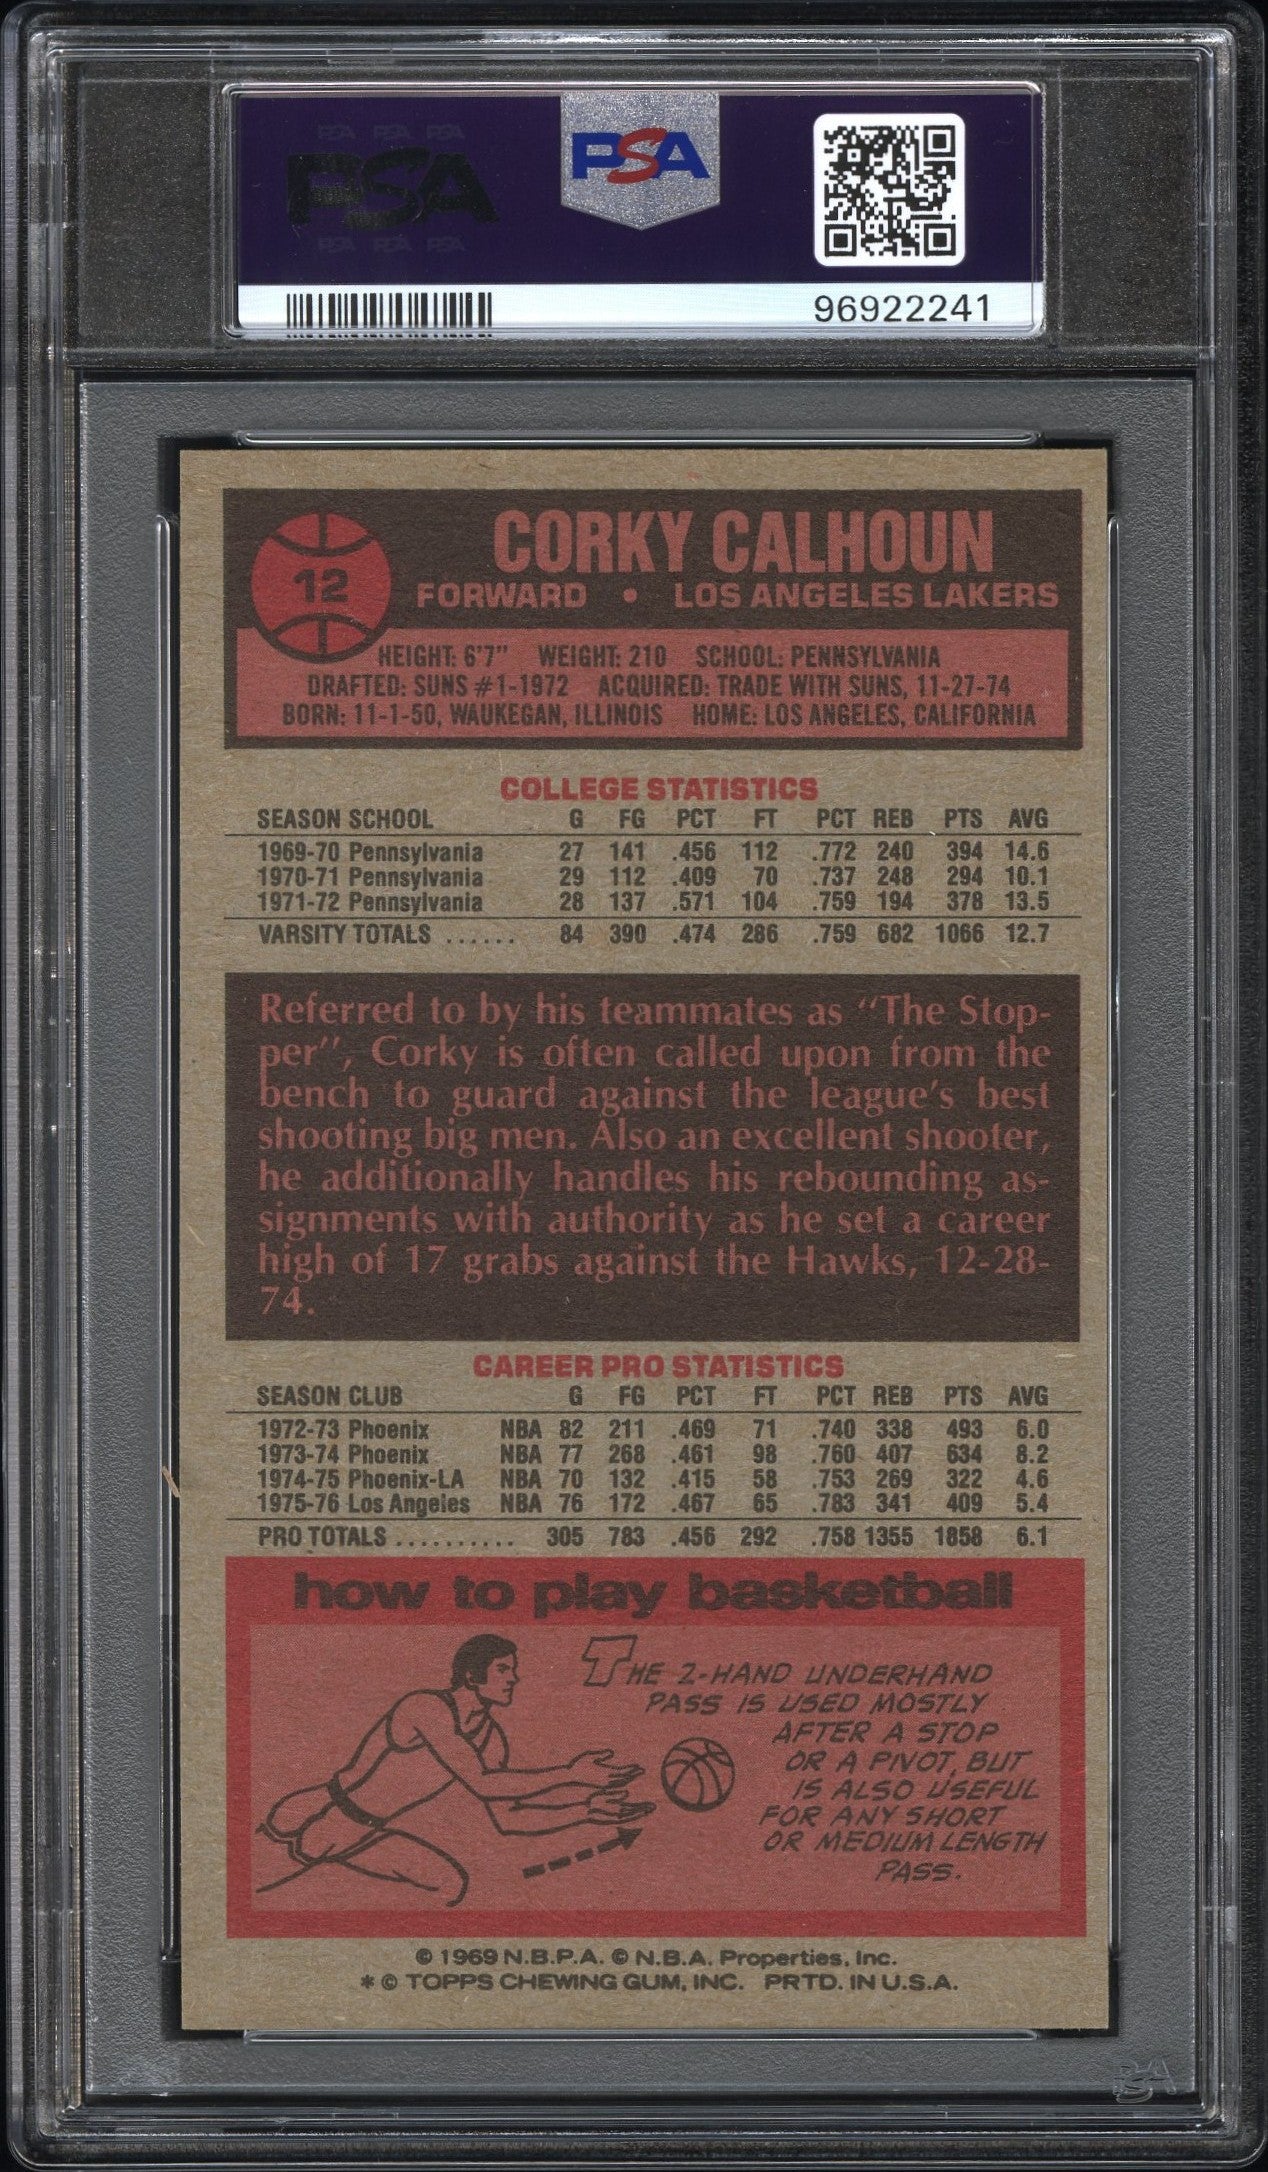 PSA PSA PSA
PSA
PSA PSA PSA
PSA
96922241
CORKY CALHOUN
12
FORWARD • LOS ANGELES LAKERS
HEIGHT: 6'7" WEIGHT: 210 SCHOOL: PENNSYLVANIA
DRAFTED: SUNS #1-1972 ACQUIRED: TRADE WITH SUNS, 11-27-74
BORN: 11-1-50, WAUKEGAN, ILLINOIS HOME: LOS ANGELES, CALIFORNIA
COLLEGE STATISTICS
SEASON SCHOOL G FG PCT FT PCT REB PTS AVG
1969-70 Pennsylvania 27 141 .456 112 .772 240 394 14.6
1970-71 Pennsylvania 29 112 .409 70 .737 248 294 10.1
1971-72 Pennsylvania 28 137 .571 104 .759 194 378 13.5
VARSITY TOTALS ...... 84 390 .474 286 .759 682 1066 12.7
Referred to by his teammates as "The Stop-
per", Corky is often called upon from the
bench to guard against the league's best
shooting big men. Also an excellent shooter,
he additionally handles his rebounding as-
signments with authority as he set a career
high of 17 grabs against the Hawks, 12-28-
74.
CAREER PRO STATISTICS
SEASON CLUB G FG PCT FT PCT REB PTS AVG
1972-73 Phoenix NBA 82 211 .469 71 .740 338 493 6.0
1973-74 Phoenix NBA 77 268 .461 98 .760 407 634 8.2
1974-75 Phoenix-LA NBA 70 132 .415 58 .753 269 322 4.6
1975-76 Los Angeles NBA 76 172 .467 65 .783 341 409 5.4
PRO TOTALS .......... 305 783 .456 292 .758 1355 1858 6.1
how to play basketball
THE 2-HAND UNDERHAND
PASS IS USED MOSTLY
AFTER A STOP
OR A PIVOT, BUT
IS ALSO USEFUL
FOR ANY SHORT
OR MEDIUM LENGTH
PASS.
© 1969 N.B.P.A. © N.B.A. Properties, Inc.
* © TOPPS CHEWING GUM, INC. PRTD. IN U.S.A.
PSA